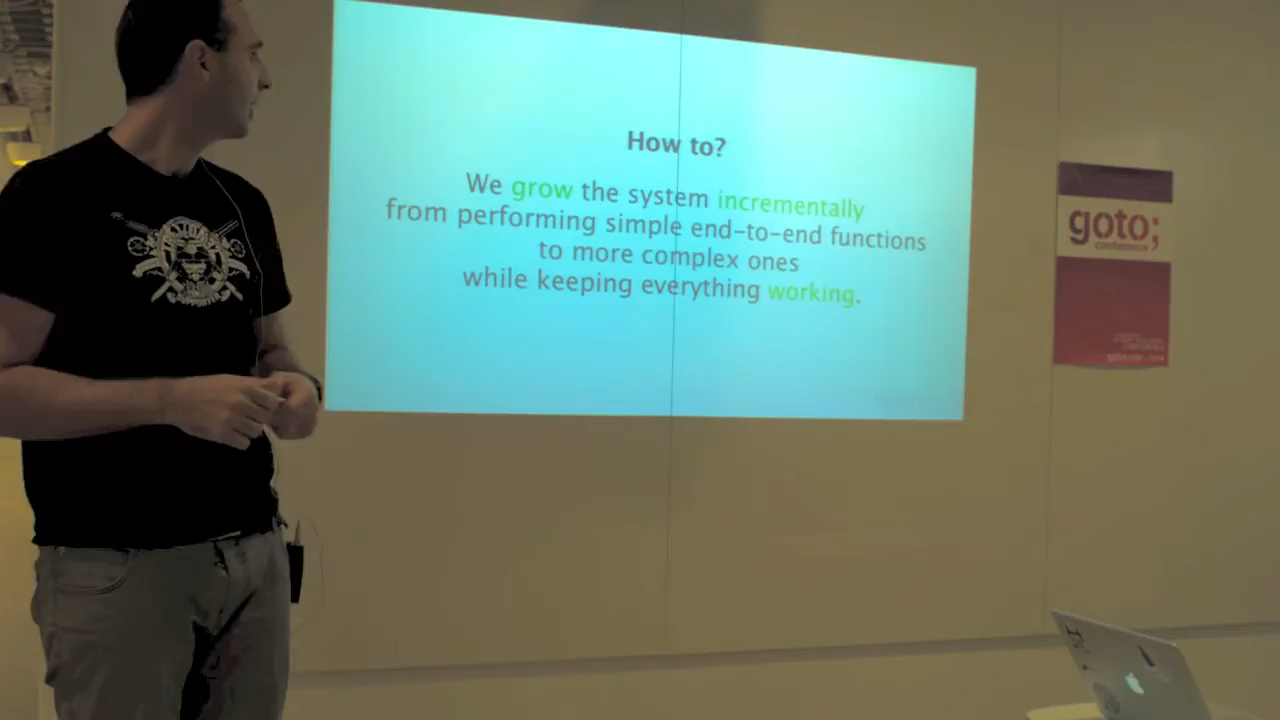 How to?
We grow the system incrementally
from performing simple end-to-end functions
to more complex ones
while keeping everything working.
goto;
conference
SUPPORTER